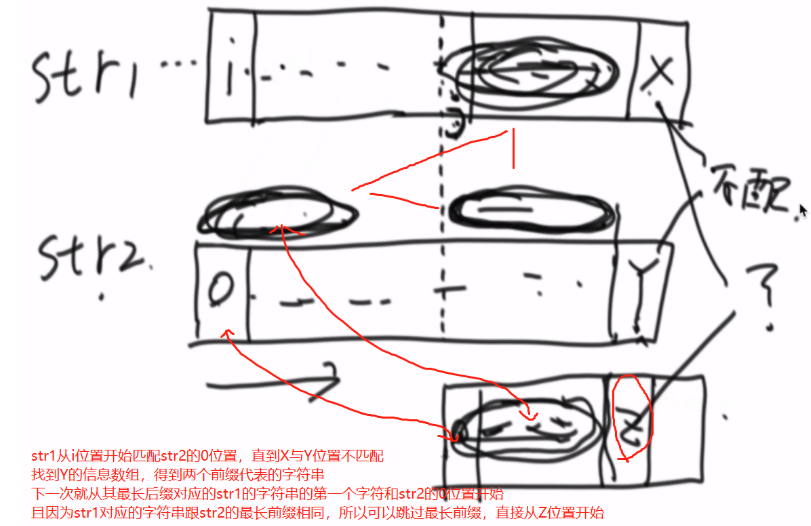 str1 i X
j
不配
str2 0 Y
?
Z
str1从i位置开始匹配str2的0位置，直到X与Y位置不匹配
找到Y的信息数组，得到两个前缀代表的字符串
下一次就从其最长后缀对应的str1的字符串的第一个字符和str2的0位置开始
且因为str1对应的字符串跟str2的最长前缀相同，所以可以跳过最长前缀，直接从Z位置开始